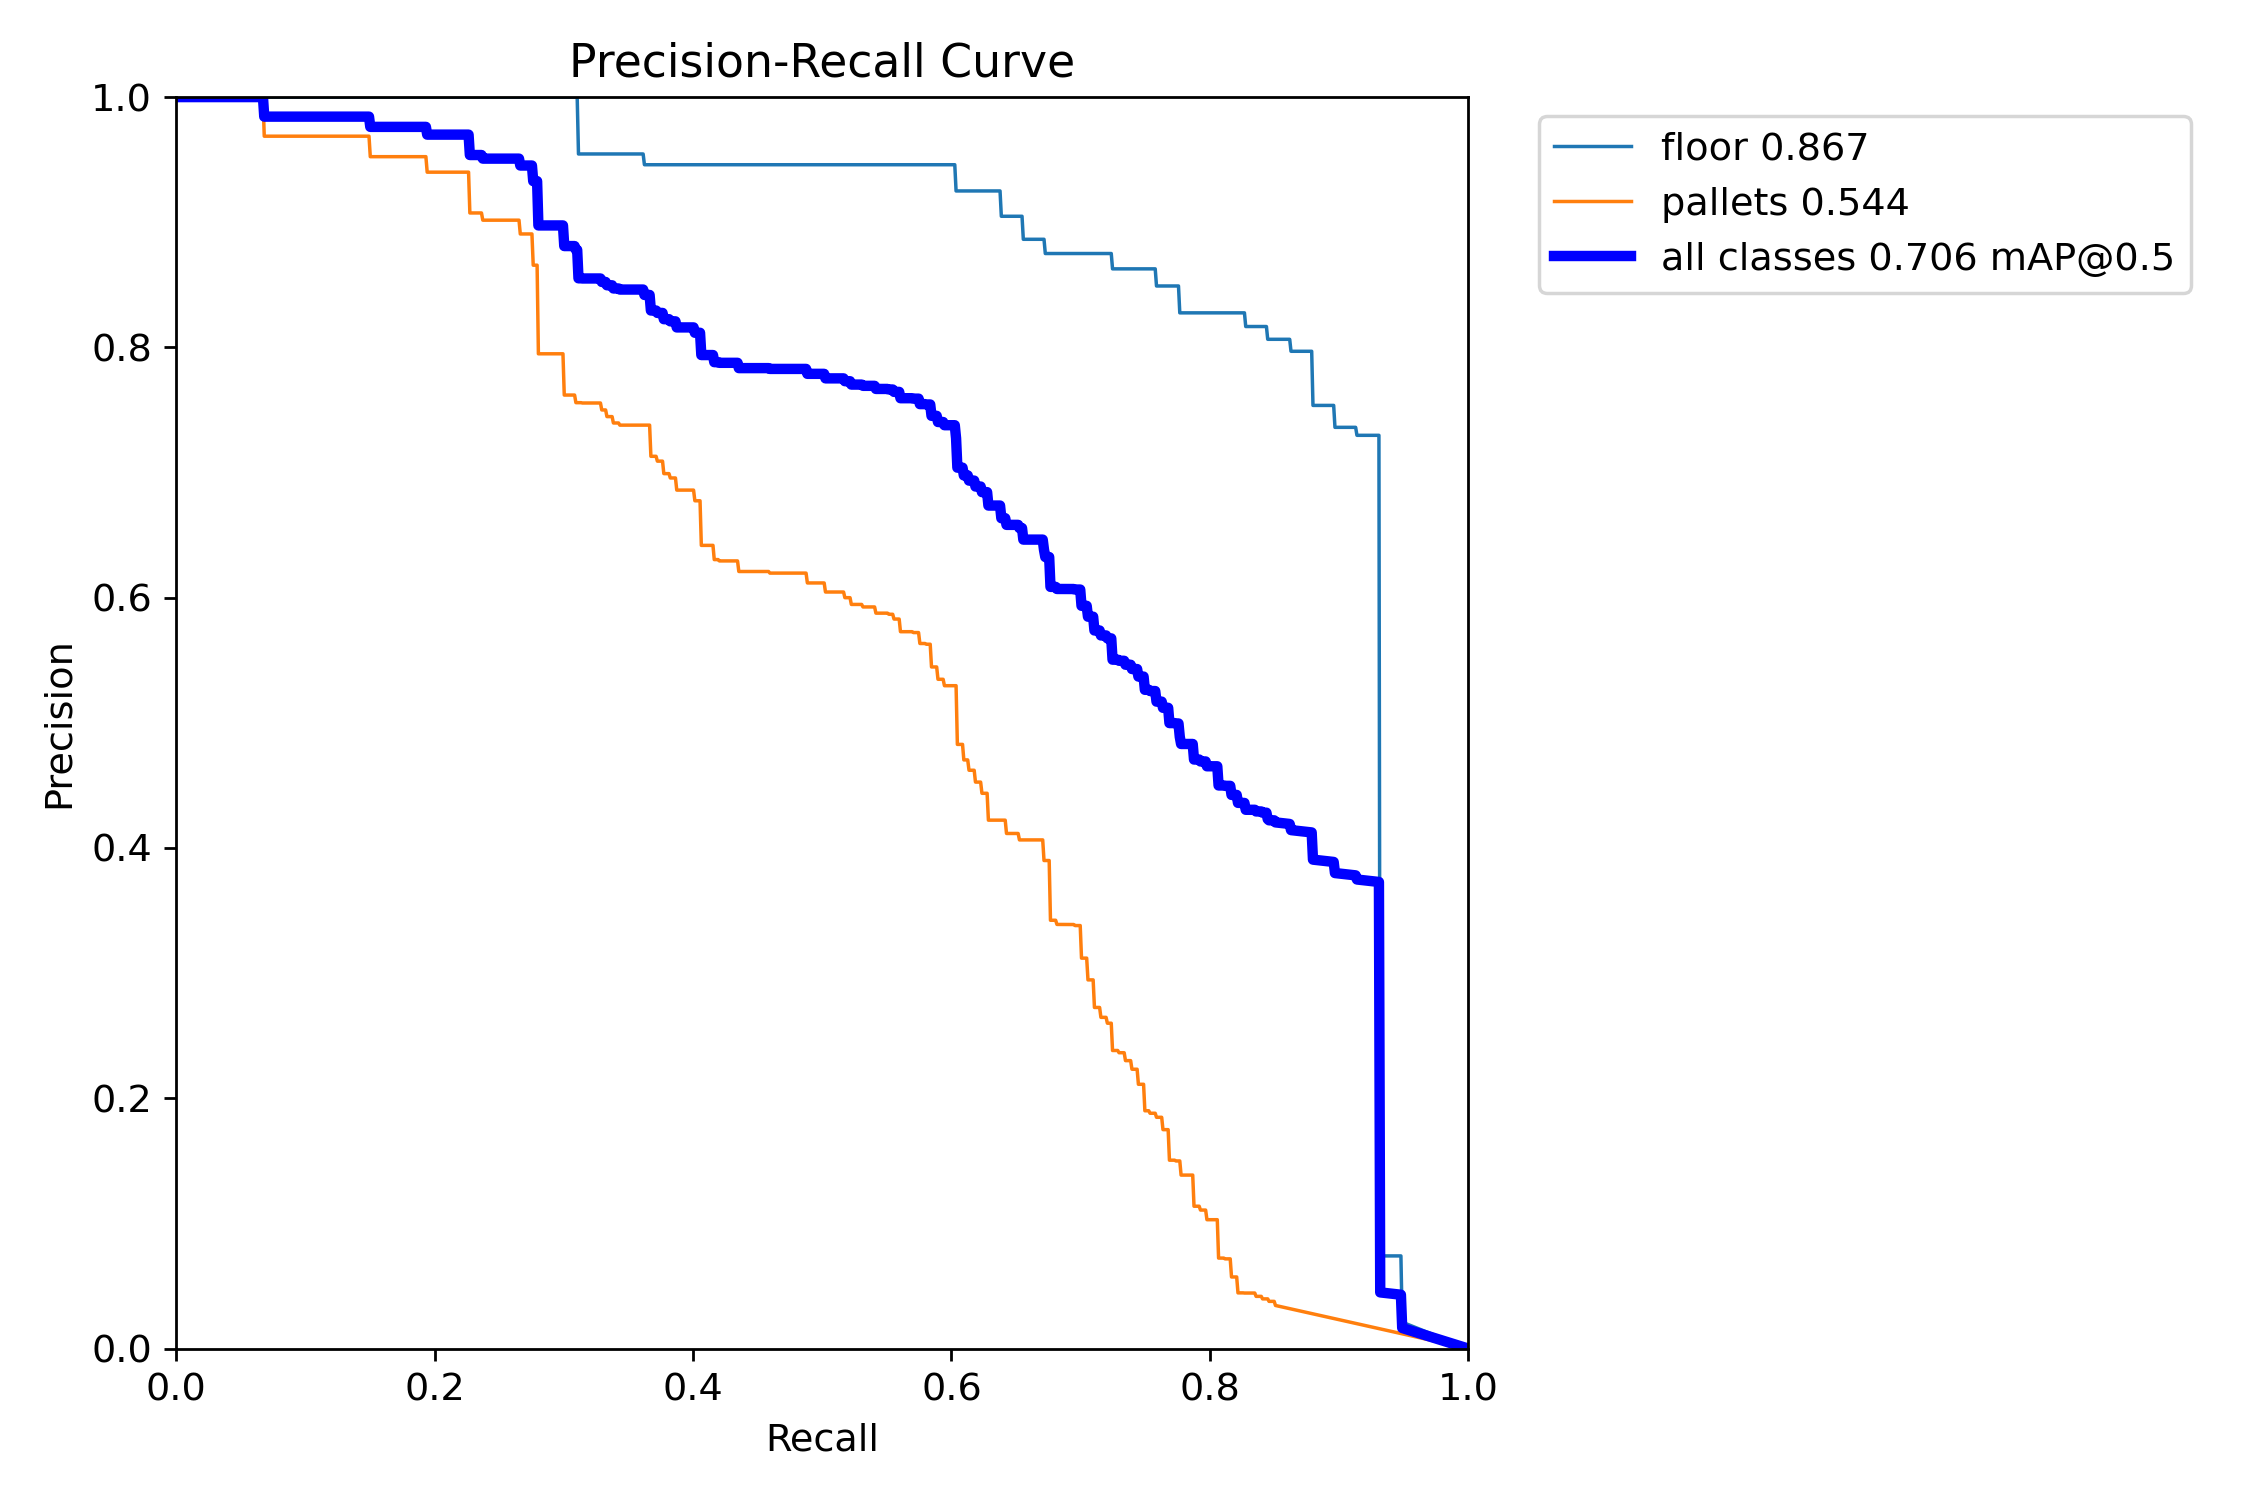 Precision-Recall Curve
1.0
0.8
0.6
0.4
0.2
0.0
Precision
0.0 0.2 0.4 0.6 0.8 1.0
Recall
floor 0.867
pallets 0.544
all classes 0.706 mAP@0.5